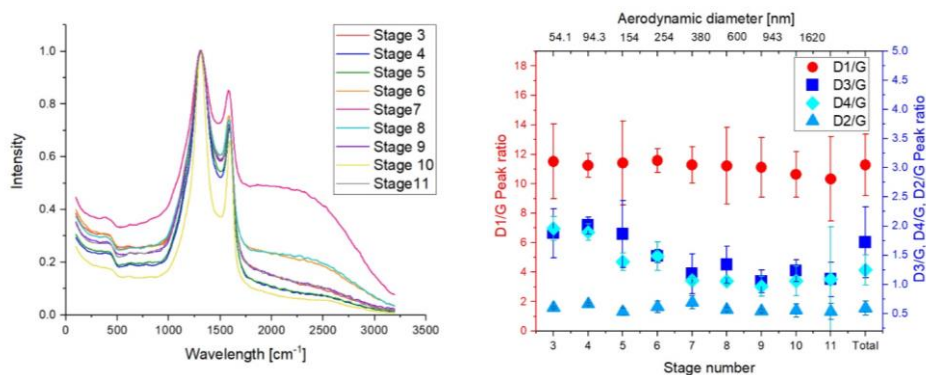 Intensity
1.0
0.8
0.6
0.4
0.2
0.0
0
500
1000
1500
2000
2500
3000
3500
Wavelength [cm⁻¹]
Stage 3
Stage 4
Stage 5
Stage 6
Stage7
Stage 8
Stage 9
Stage 10
Stage11
Aerodynamic diameter [nm]
54.1 94.3 154 254 380 600 943 1620
D1/G Peak ratio
18
16
14
12
10
8
6
4
2
0
5.0
4.5
4.0
3.5
3.0
2.5
2.0
1.5
1.0
0.5
D3/G, D4/G, D2/G Peak ratio
D1/G
D3/G
D4/G
D2/G
3 4 5 6 7 8 9 10 11 Total
Stage number